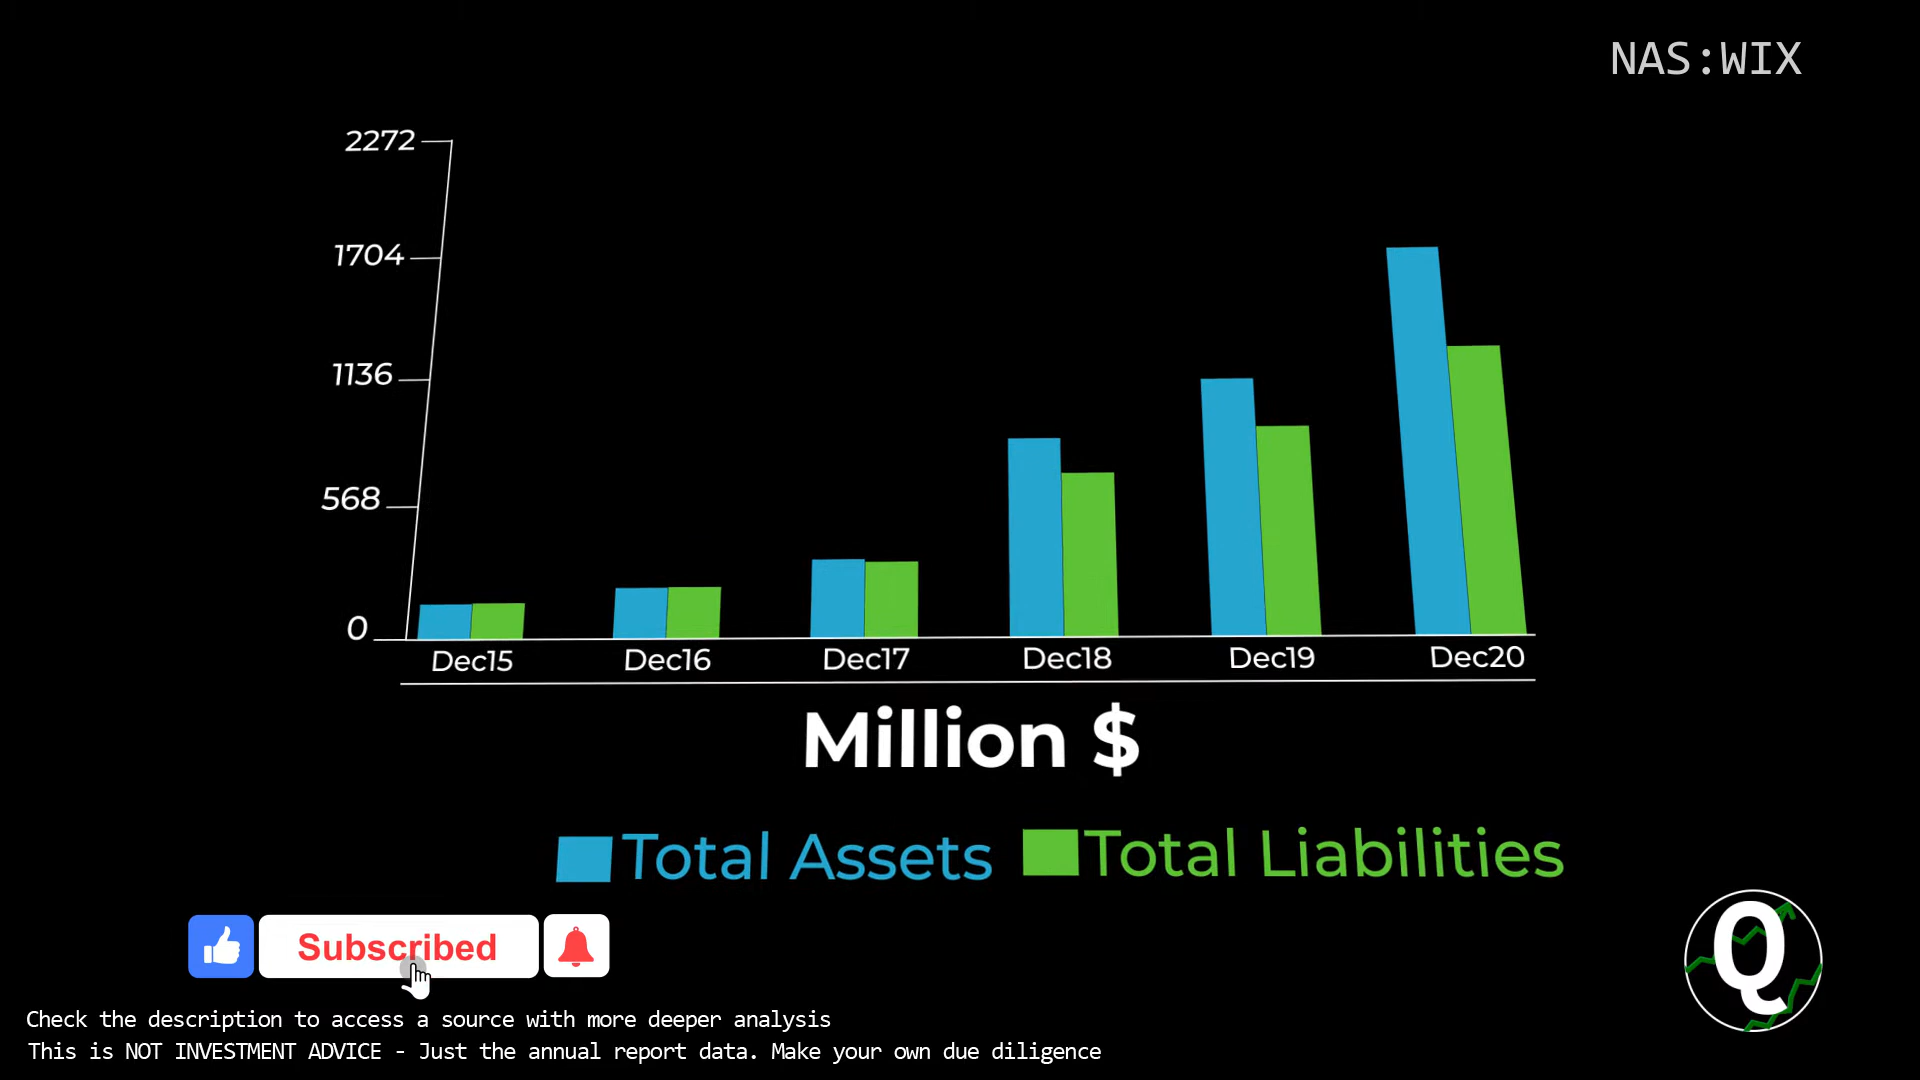 NAS:WIX
2272
1704
1136
568
0
Dec15 Dec16 Dec17 Dec18 Dec19 Dec20
Million $
Total Assets Total Liabilities
Subscribed
Q
Check the description to access a source with more deeper analysis
This is NOT INVESTMENT ADVICE - Just the annual report data. Make your own due diligence